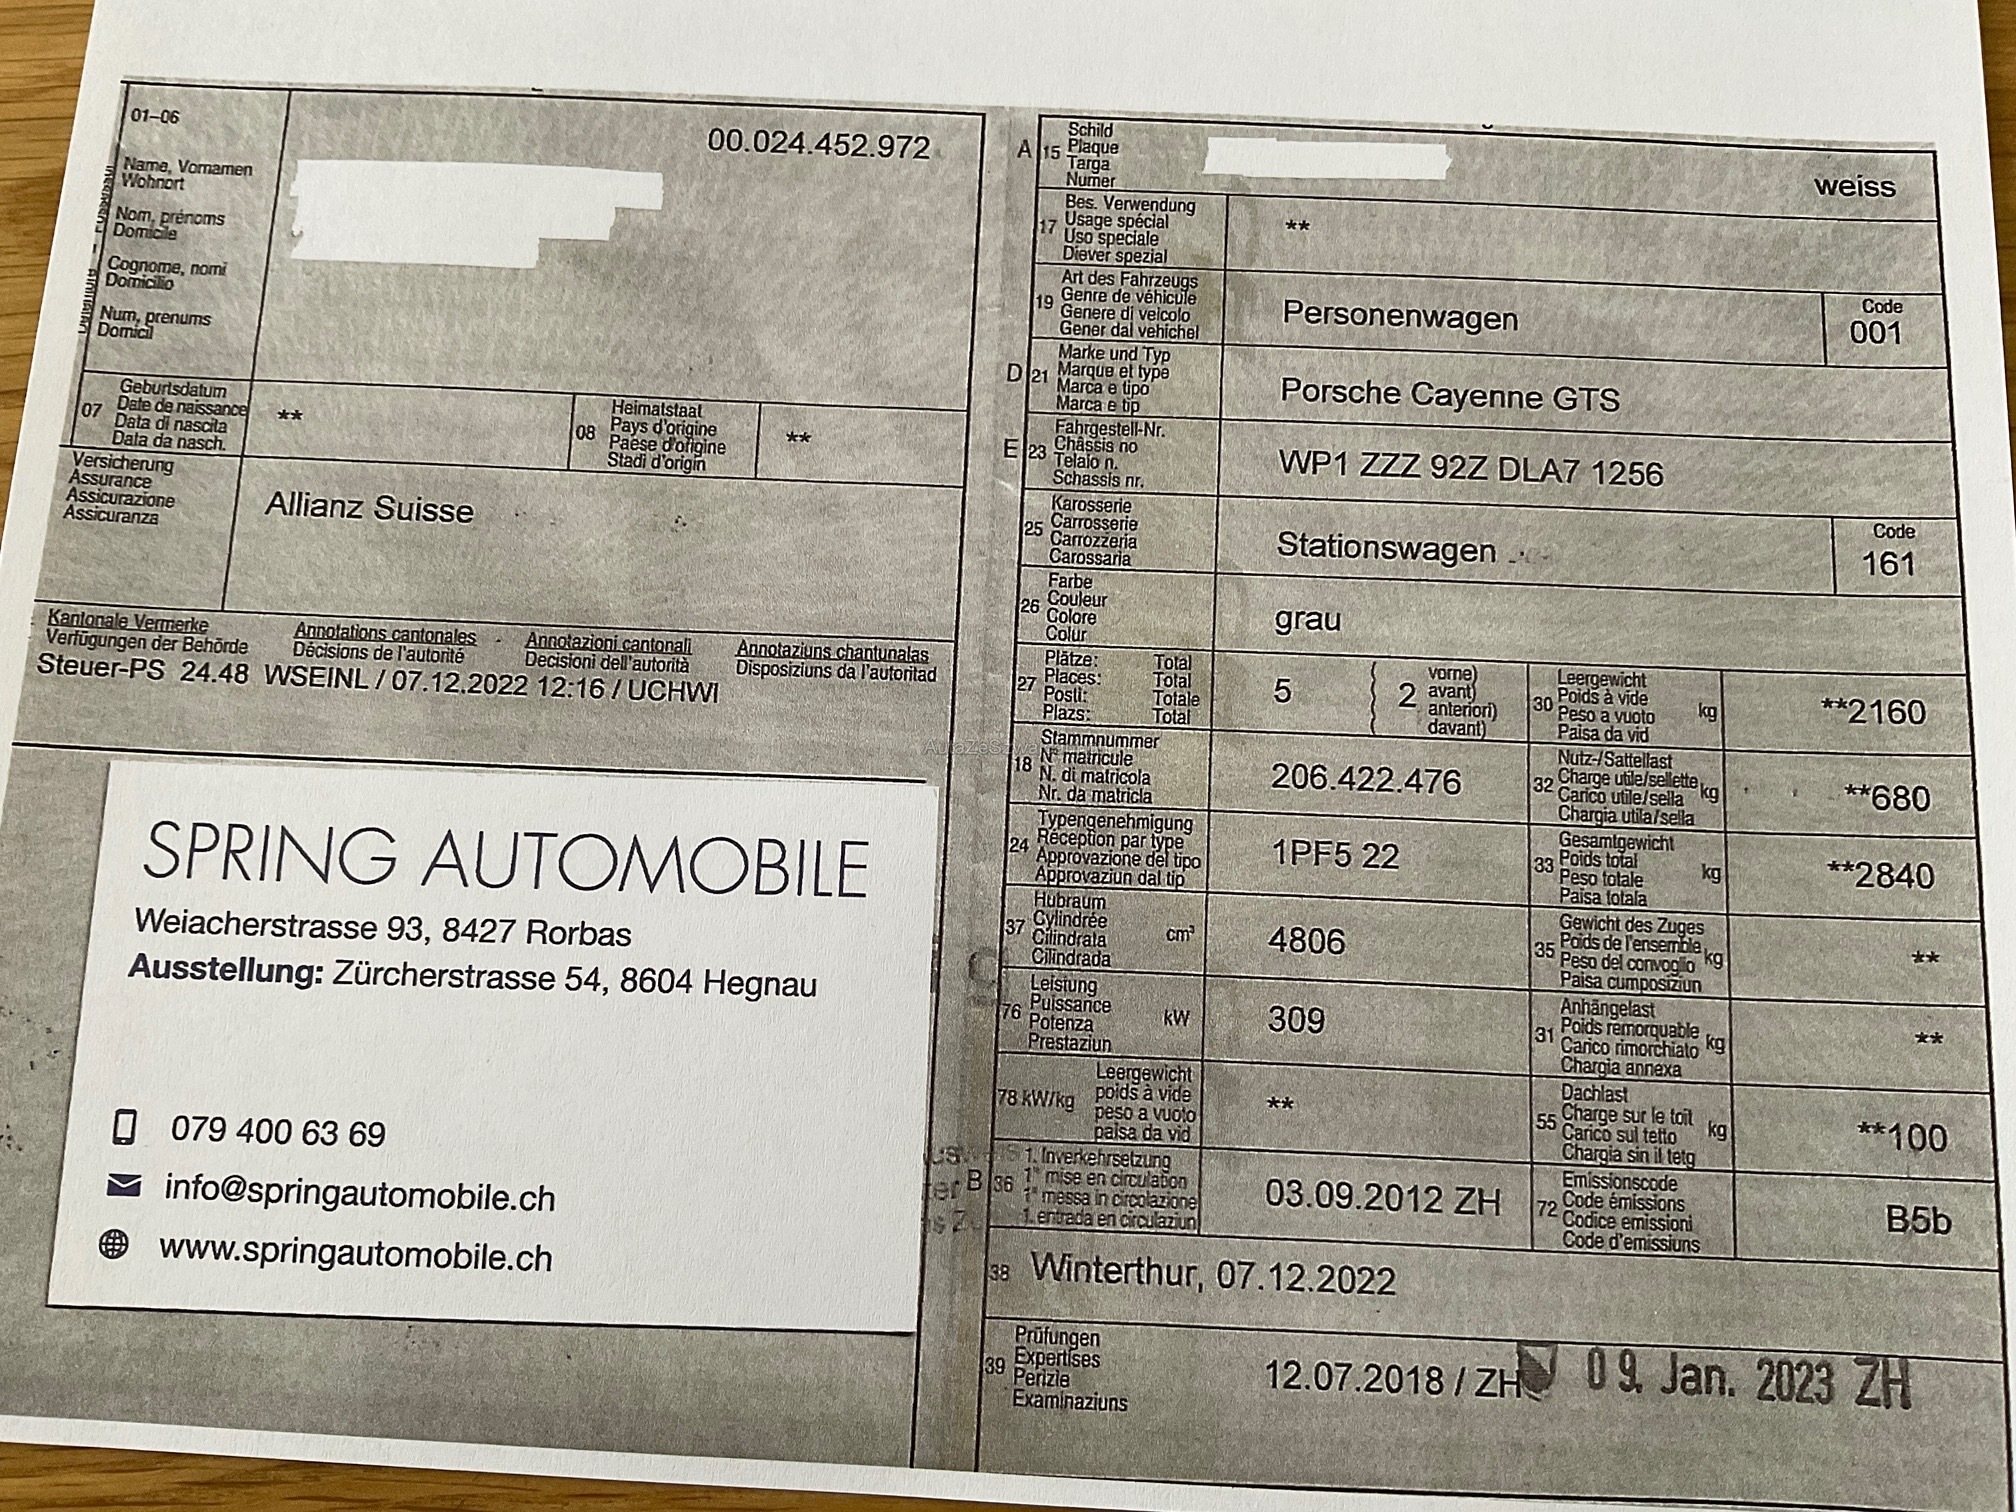 01–06
00.024.452.972
Name, Vornamen
Wohnort
Nom, prénoms
Domicile
Cognome, nomi
Domicilio
Num, prenums
Domicil
07
Geburtsdatum
Date de naissance
Data di nascita
Data da nasch.
**
08
Heimatstaat
Pays d'origine
Paese d'origine
Stadi d'origin
**
Versicherung
Assurance
Assicurazione
Assicuranza
Allianz Suisse
Kantonale Vermerke
Verfügungen der Behörde
Annotations cantonales
Décisions de l'autorité
Annotazioni cantonali
Decisioni dell'autorità
Annotaziuns chantunalas
Disposiziuns da l'autoritad
Steuer-PS 24.48 WSEINL / 07.12.2022 12:16 / UCHWI
SPRING AUTOMOBILE
Weiacherstrasse 93, 8427 Rorbas
Ausstellung: Zürcherstrasse 54, 8604 Hegnau
079 400 63 69
info@springautomobile.ch
www.springautomobile.ch
A 15
Schild
Plaque
Targa
Numer
weiss
17
Bes. Verwendung
Usage spécial
Uso speciale
Diever spezial
**
19
Art des Fahrzeugs
Genre de véhicule
Genere di veicolo
Gener dal vehichel
Personenwagen
Code
001
D 21
Marke und Typ
Marque et type
Marca e tipo
Marca e tip
Porsche Cayenne GTS
E 23
Fahrgestell-Nr.
Châssis no
Telaio n.
Schassis nr.
WP1 ZZZ 92Z DLA7 1256
25
Karosserie
Carrosserie
Carrozzeria
Carossaria
Stationswagen
Code
161
26
Farbe
Couleur
Colore
Colur
grau
27
Plätze: Total
Places: Total
Posti: Totale
Plazs: Total
5
2
vorne)
avant)
anteriori)
davant)
30
Leergewicht
Poids à vide
Peso a vuoto
Paisa da vid
kg
**2160
18
Stammnummer
N° matricule
N. di matricola
Nr. da matricla
206.422.476
32
Nutz-/Sattellast
Charge utile/sellette
Carico utile/sella
Chargia utila/sella
kg
**680
24
Typengenehmigung
Réception par type
Approvazione del tipo
Approvaziun dal tip
1PF5 22
33
Gesamtgewicht
Poids total
Peso totale
Paisa totala
kg
**2840
37
Hubraum
Cylindrée
Cilindrata
Cilindrada
cm³
4806
35
Gewicht des Zuges
Poids de l'ensemble
Peso del convoglio
Paisa cumposiziun
kg
**
76
Leistung
Puissance
Potenza
Prestaziun
kW
309
31
Anhängelast
Poids remorquable
Carico rimorchiato
Chargia annexa
kg
**
78 kW/kg
Leergewicht
poids à vide
peso a vuoto
paisa da vid
**
55
Dachlast
Charge sur le toit
Carico sul tetto
Chargia sin il tetg
kg
**100
B 36
1. Inverkehrsetzung
1re mise en circulation
1a messa in circolazione
1. entrada en circulaziun
03.09.2012 ZH
72
Emissionscode
Code émissions
Codice emissioni
Code d'emissiuns
B5b
38
Winterthur, 07.12.2022
39
Prüfungen
Expertises
Perizie
Examinaziuns
12.07.2018 / ZH
09. Jan. 2023 ZH